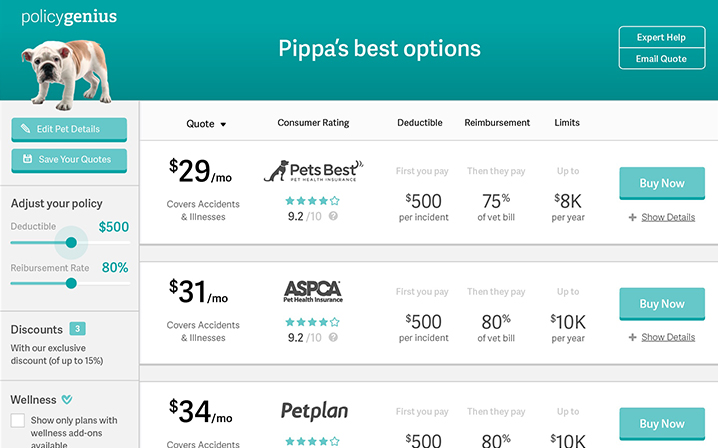 policygenius
Pippa's best options
Expert Help
Email Quote
Edit Pet Details
Save Your Quotes
Adjust your policy
Deductible $500
Reibursement Rate 80%
Discounts 3
With our exclusive
discount (of up to 15%)
Wellness
Show only plans with
wellness add-ons
available
Quote Consumer Rating Deductible Reimbursement Limits
$29/mo
Covers Accidents
& Illnesses
Pets Best
PET HEALTH INSURANCE
9.2 /10 ?
First you pay
$500
per incident
Then they pay
75%
of vet bill
Up to
$8K
per year
Buy Now
+ Show Details
$31/mo
Covers Accidents
& Illnesses
ASPCA
Pet Health Insurance
9.2 /10 ?
First you pay
$500
per incident
Then they pay
80%
of vet bill
Up to
$10K
per year
Buy Now
+ Show Details
$34/mo
Covers Accidents
Petplan
First you pay
$500
Then they pay
80%
Up to
$10K
Buy Now